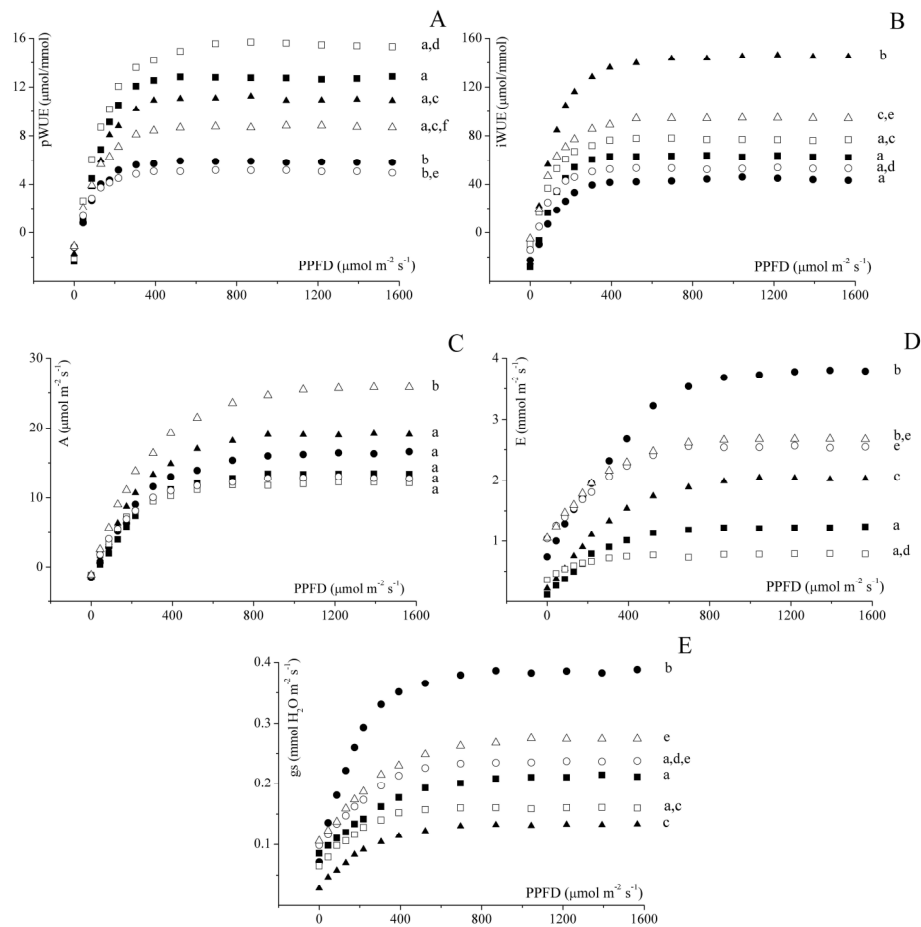 A
B
16
12
8
4
0
pWUE (μmol/mmol)
a,d
a
a,c
a,c,f
b
b,e
PPFD (μmol m-2 s-1)
0 400 800 1200 1600
160
120
80
40
0
iWUE (μmol/mmol)
b
c,e
a,c
a
a,d
a
PPFD (μmol m-2 s-1)
0 400 800 1200 1600
C
D
30
20
10
0
A (μmol m-2 s-1)
b
a
a
a
a
a
PPFD (μmol m-2 s-1)
0 400 800 1200 1600
4
2
1
0
E (mmol m-2 s-1)
b
b,e
e
c
a
a,d
PPFD (μmol m-2 s-1)
0 400 800 1200 1600
E
0.4
0.3
0.2
0.1
0.0
gs (mmol H2O m-2 s-1)
b
e
a,d,e
a
a,c
c
PPFD (μmol m-2 s-1)
0 400 800 1200 1600